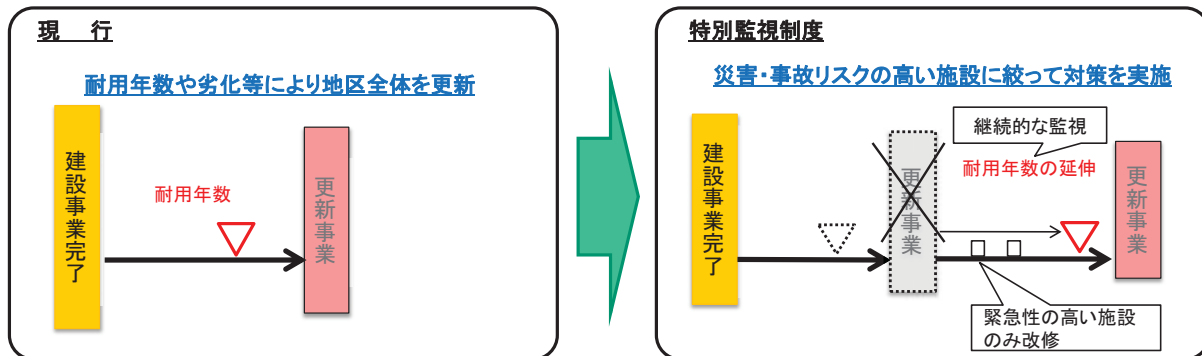 現　行
耐用年数や劣化等により地区全体を更新
建設事業完了
耐用年数
更新事業
特別監視制度
災害・事故リスクの高い施設に絞って対策を実施
建設事業完了
更新事業
継続的な監視
耐用年数の延伸
更新事業
緊急性の高い施設
のみ改修